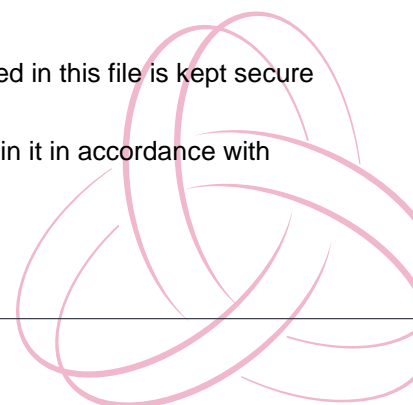 ed in this file is kept secure
in it in accordance with